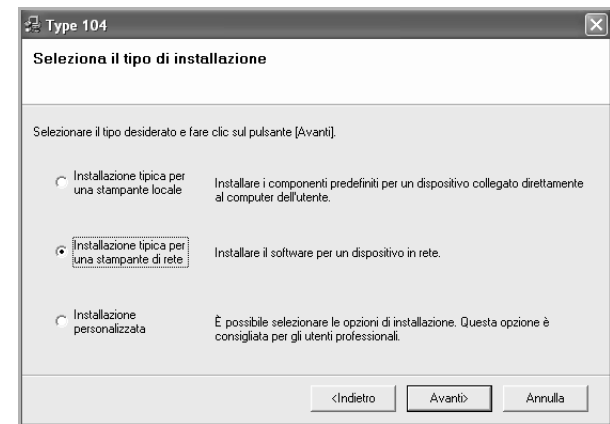 Type 104
Seleziona il tipo di installazione
Selezionare il tipo desiderato e fare clic sul pulsante [Avanti].
Installazione tipica per
una stampante locale
Installare i componenti predefiniti per un dispositivo collegato direttamente
al computer dell'utente.
Installazione tipica per
una stampante di rete
Installare il software per un dispositivo in rete.
Installazione
personalizzata
È possibile selezionare le opzioni di installazione. Questa opzione è
consigliata per gli utenti professionali.
<Indietro
Avanti>
Annulla